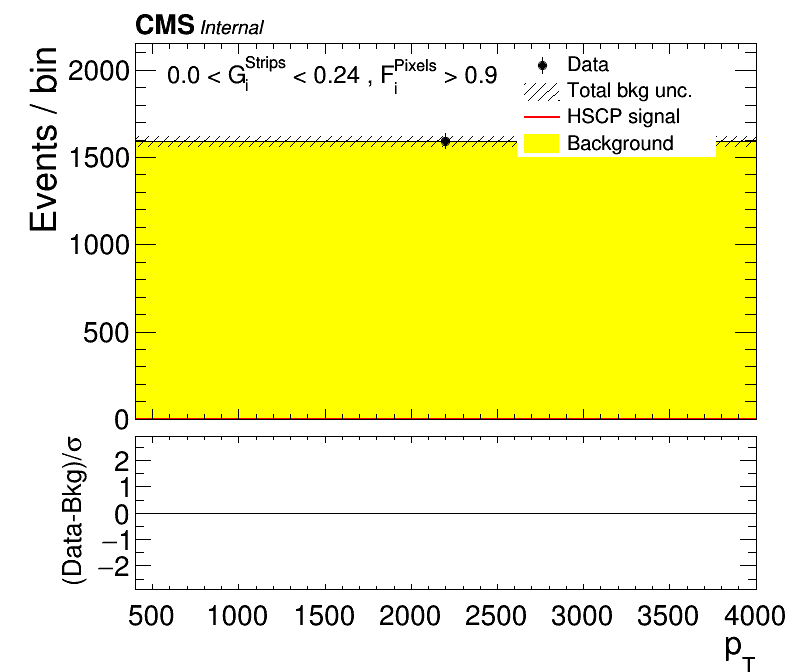 CMS Internal
Events / bin
2000
1500
1000
500
0
0.0 < G_i^Strips < 0.24 , F_i^Pixels > 0.9
Data
Total bkg unc.
HSCP signal
Background
(Data-Bkg)/σ
2
1
0
−1
−2
500 1000 1500 2000 2500 3000 3500 4000
p_T